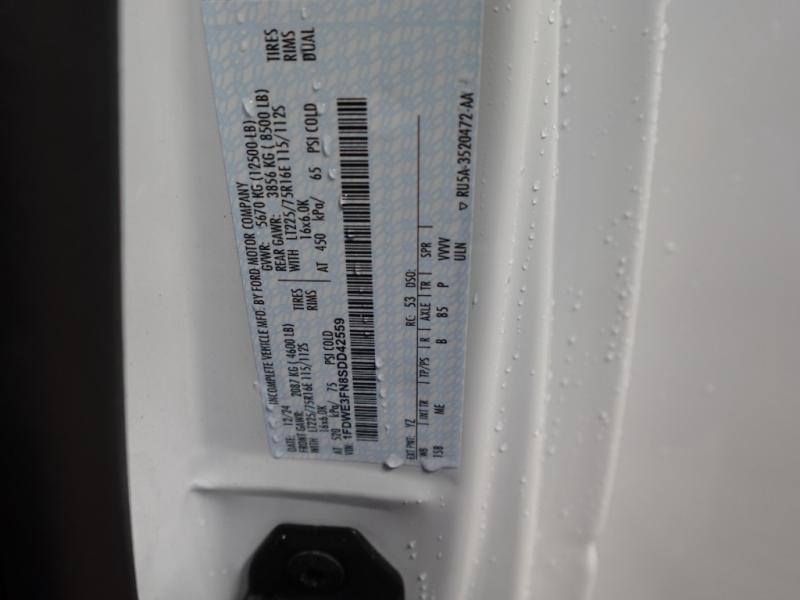 INCOMPLETE VEHICLE MFD. BY FORD MOTOR COMPANY
DATE: 12/24 GVWR: 5670 KG (12500 LB)
FRONT GAWR: 2087 KG (4600 LB) REAR GAWR: 3856 KG (8500 LB)
WITH LT225/75R16E 115/112S TIRES WITH LT225/75R16E 115/112S TIRES
16x6.0K RIMS 16x6.0K RIMS
AT 520 kPa/ 75 PSI COLD AT 450 kPa/ 65 PSI COLD DUAL
VIN: 1FDWE3FN8SDD42559
EXT PNT: YZ RC: 53 DSO:
WB INT TR TP/PS R AXLE TR SPR
158 ME B 85 P VVVV
ULN
▽ RU5A-3520472-AA